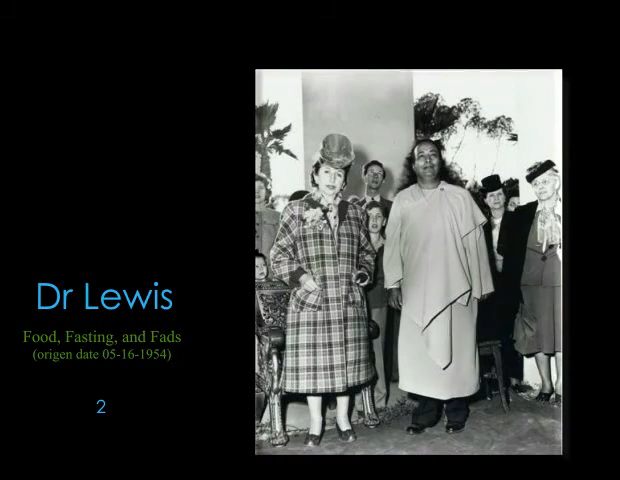 Dr Lewis
Food, Fasting, and Fads
(origen date 05-16-1954)
2